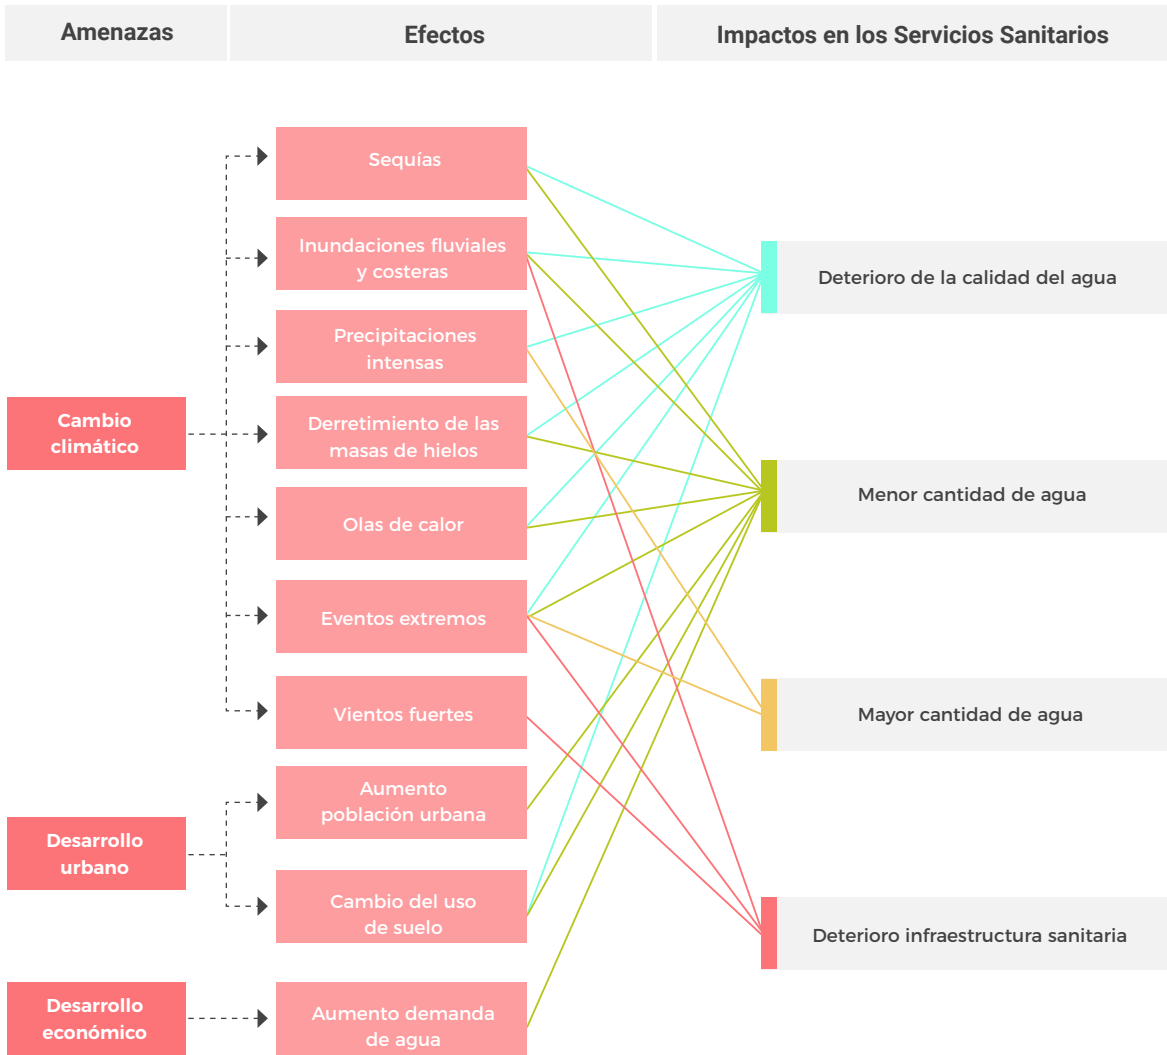 Amenazas
Efectos
Impactos en los Servicios Sanitarios
Cambio
climático
Desarrollo
urbano
Desarrollo
económico
Sequías
Inundaciones fluviales
y costeras
Precipitaciones
intensas
Derretimiento de las
masas de hielos
Olas de calor
Eventos extremos
Vientos fuertes
Aumento
población urbana
Cambio del uso
de suelo
Aumento demanda
de agua
Deterioro de la calidad del agua
Menor cantidad de agua
Mayor cantidad de agua
Deterioro infraestructura sanitaria